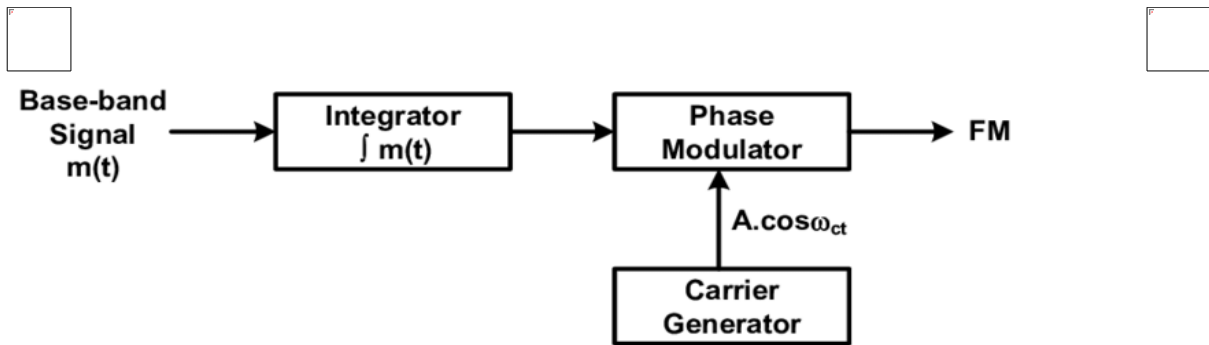 Base-band
Signal
m(t)
Integrator
∫ m(t)
Phase
Modulator
FM
A.cosωct
Carrier
Generator